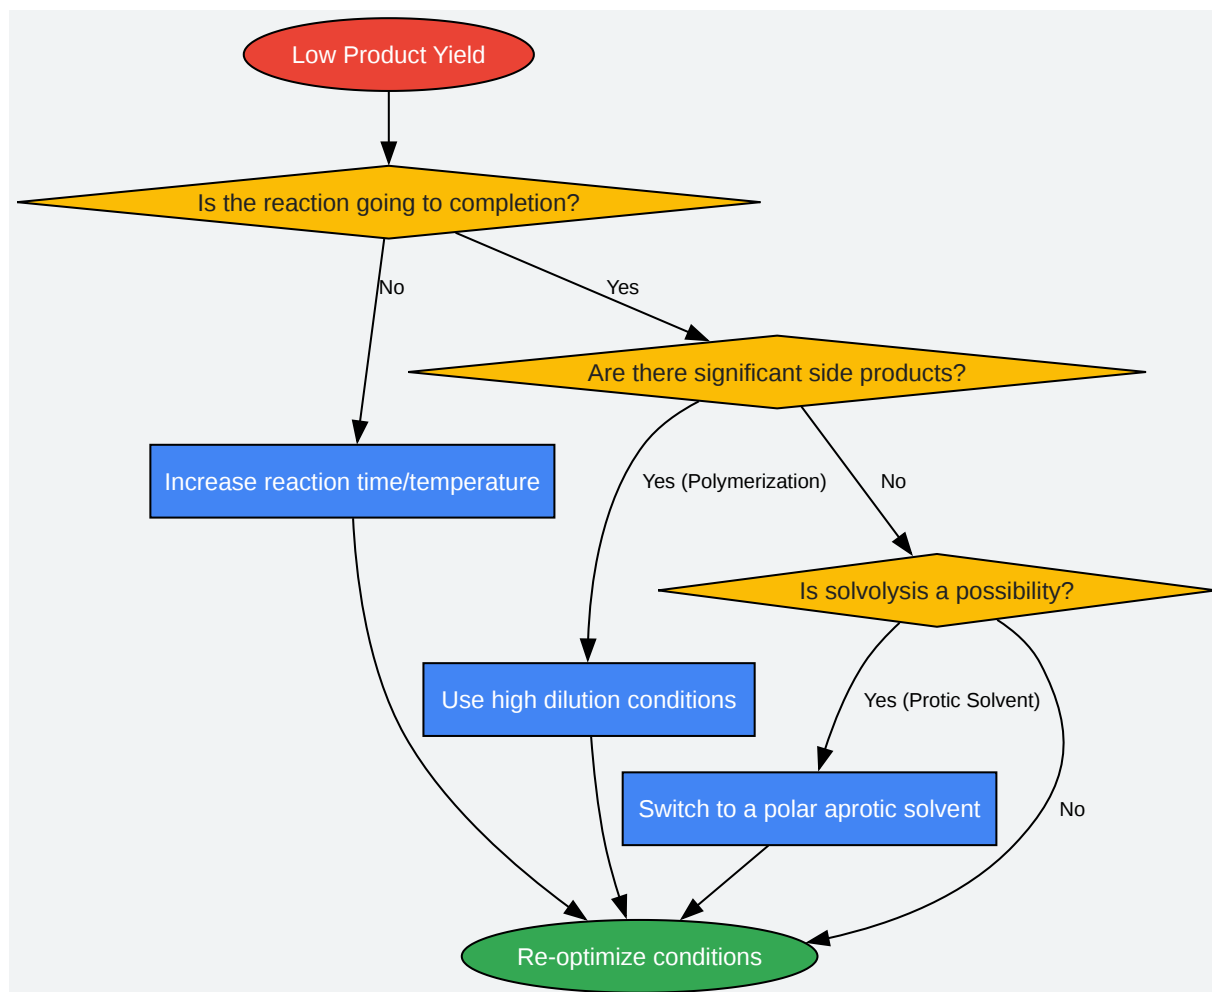 Low Product Yield
Is the reaction going to completion?
No
Yes
Are there significant side products?
Increase reaction time/temperature
Yes (Polymerization)
No
Is solvolysis a possibility?
Use high dilution conditions
Yes (Protic Solvent)
Switch to a polar aprotic solvent
No
Re-optimize conditions